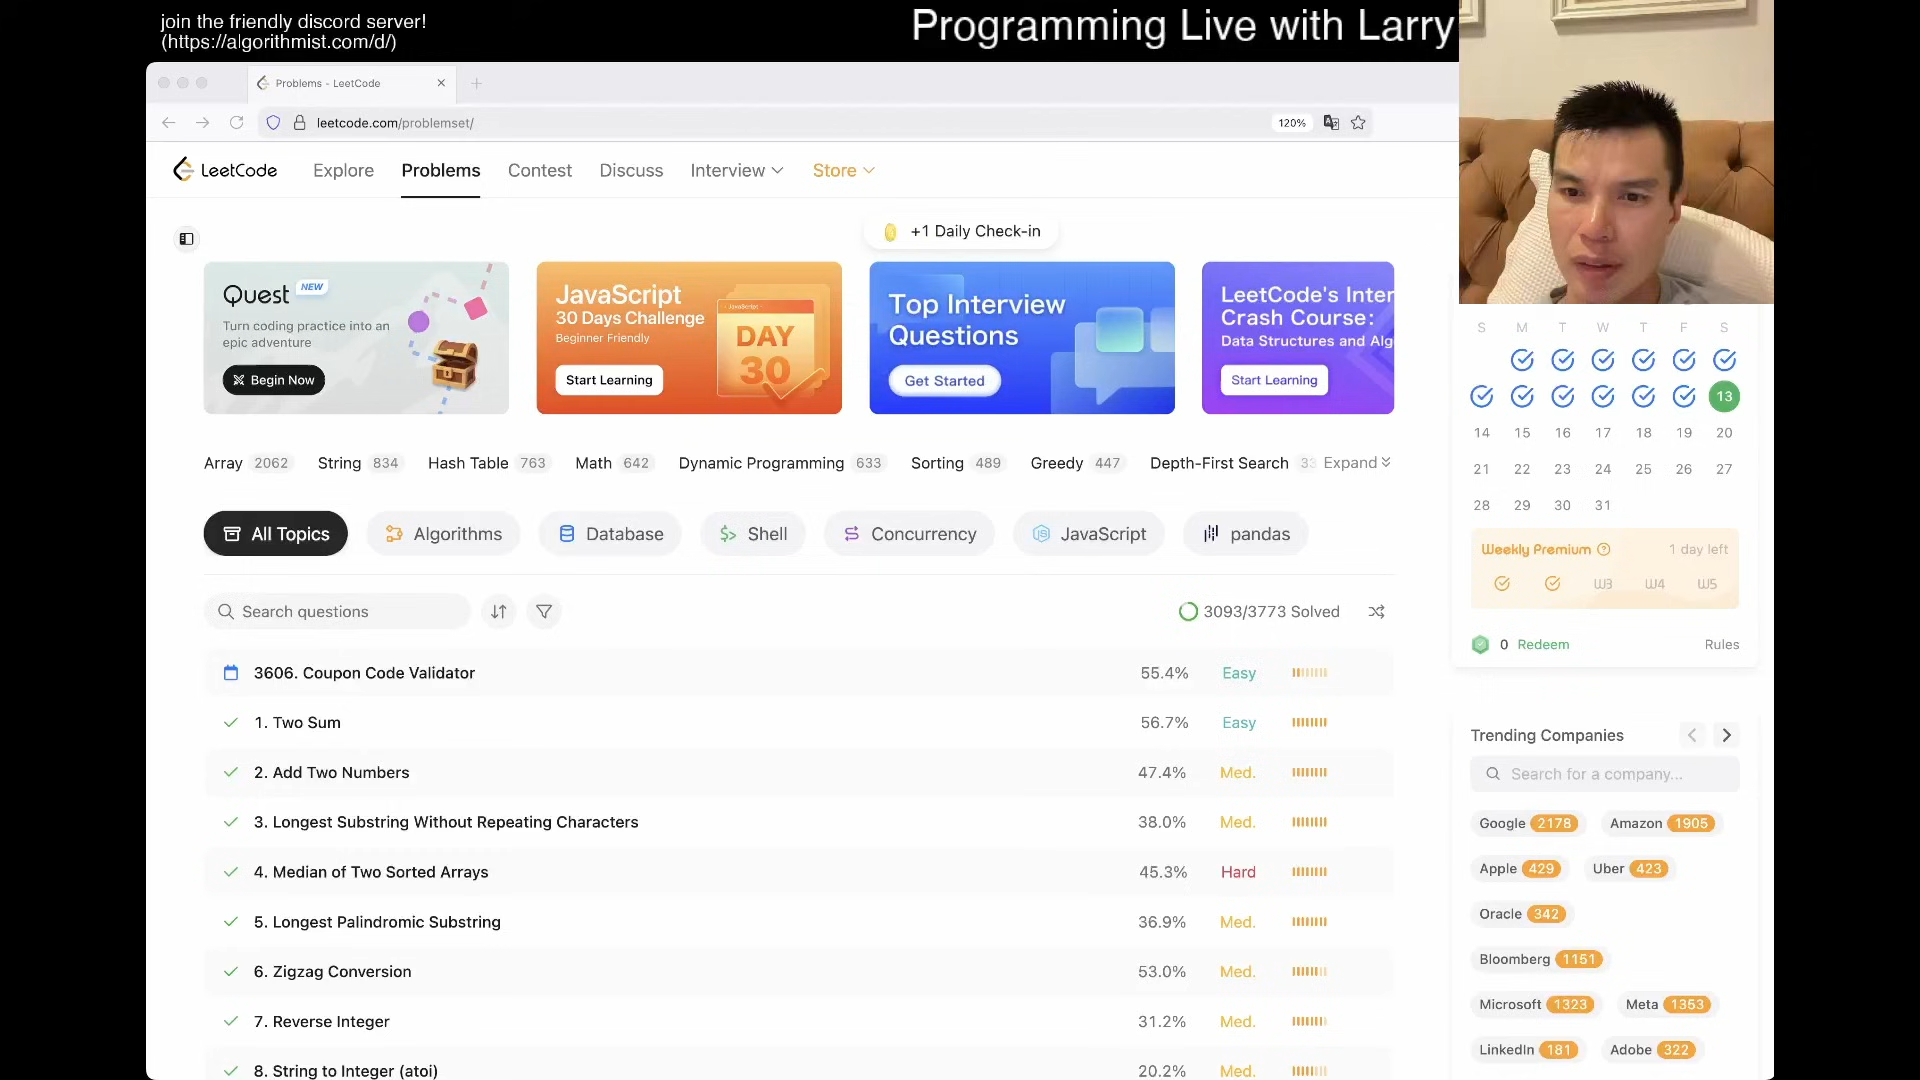 join the friendly discord server!
(https://algorithmist.com/d/)
Programming Live with Larry
Problems - LeetCode
leetcode.com/problemset/
120%
LeetCode
Explore
Problems
Contest
Discuss
Interview
Store
+1 Daily Check-in
Quest NEW
Turn coding practice into an
epic adventure
Begin Now
JavaScript
30 Days Challenge
Beginner Friendly
Start Learning
JavaScript
DAY
30
Top Interview
Questions
Get Started
LeetCode's Inter
Crash Course:
Data Structures and Alg
Start Learning
Array 2062
String 834
Hash Table 763
Math 642
Dynamic Programming 633
Sorting 489
Greedy 447
Depth-First Search 33
Expand
All Topics
Algorithms
Database
Shell
Concurrency
JavaScript
pandas
Search questions
3093/3773 Solved
3606. Coupon Code Validator 55.4% Easy
1. Two Sum 56.7% Easy
2. Add Two Numbers 47.4% Med.
3. Longest Substring Without Repeating Characters 38.0% Med.
4. Median of Two Sorted Arrays 45.3% Hard
5. Longest Palindromic Substring 36.9% Med.
6. Zigzag Conversion 53.0% Med.
7. Reverse Integer 31.2% Med.
8. String to Integer (atoi) 20.2% Med.
S M T W T F S
13
14 15 16 17 18 19 20
21 22 23 24 25 26 27
28 29 30 31
Weekly Premium 1 day left
W3 W4 W5
0 Redeem Rules
Trending Companies
Search for a company...
Google 2178 Amazon 1905
Apple 429 Uber 423
Oracle 342
Bloomberg 1151
Microsoft 1323 Meta 1353
LinkedIn 181 Adobe 322